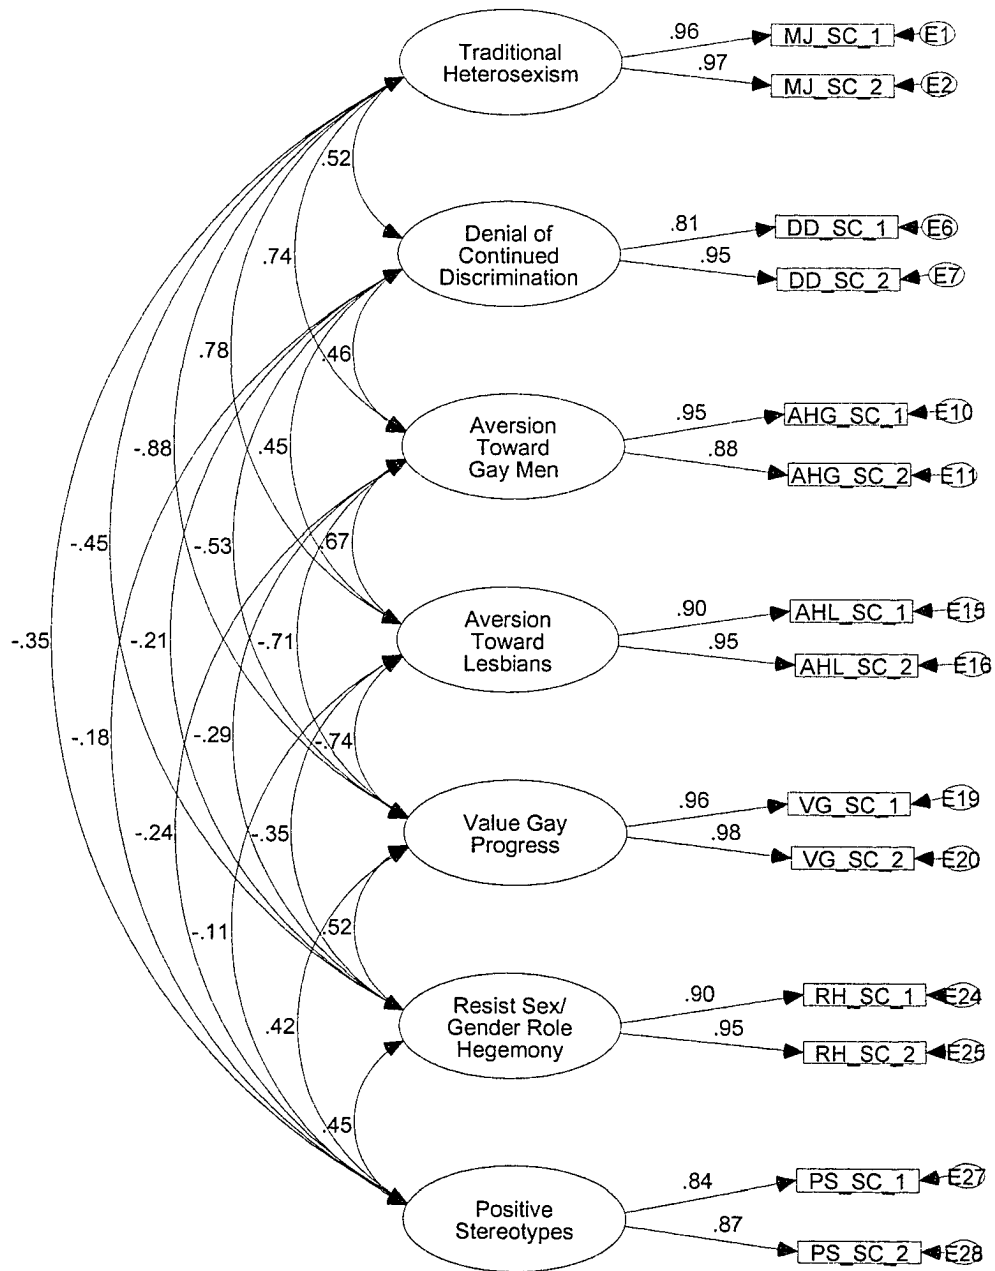 Traditional
Heterosexism
.96
MJ_SC_1
E1
.97
MJ_SC_2
E2
.52
Denial of
Continued
Discrimination
.81
DD_SC_1
E6
.95
DD_SC_2
E7
.74
.78
.46
Aversion
Toward
Gay Men
.95
AHG_SC_1
E10
.88
AHG_SC_2
E11
-.88
.45
-.45
-.53
.67
Aversion
Toward
Lesbians
.90
AHL_SC_1
E15
.95
AHL_SC_2
E16
-.35
-.21
-.71
-.18
-.29
-.74
Value Gay
Progress
.96
VG_SC_1
E19
.98
VG_SC_2
E20
-.24
-.35
-.11
.52
Resist Sex/
Gender Role
Hegemony
.90
RH_SC_1
E24
.95
RH_SC_2
E25
.42
.45
Positive
Stereotypes
.84
PS_SC_1
E27
.87
PS_SC_2
E28